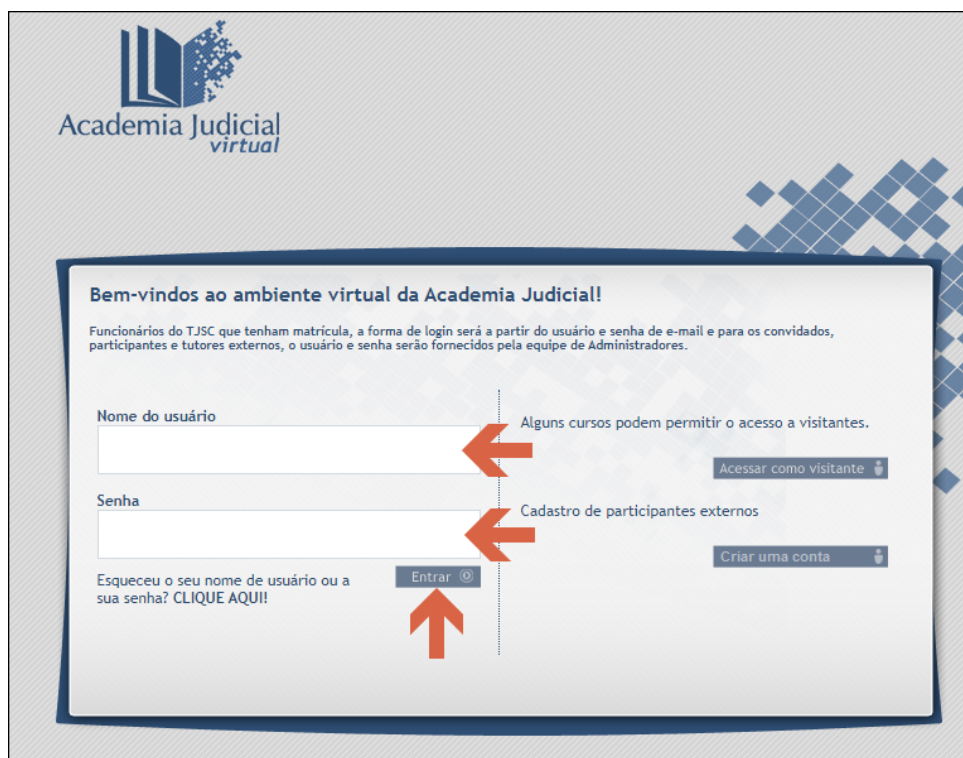 Academia Judicial
virtual
Bem-vindos ao ambiente virtual da Academia Judicial!
Funcionários do TJSC que tenham matrícula, a forma de login será a partir do usuário e senha de e-mail e para os convidados,
participantes e tutores externos, o usuário e senha serão fornecidos pela equipe de Administradores.
Nome do usuário
Senha
Esqueceu o seu nome de usuário ou a
sua senha? CLIQUE AQUI!
Entrar
Alguns cursos podem permitir o acesso a visitantes.
Acessar como visitante
Cadastro de participantes externos
Criar uma conta